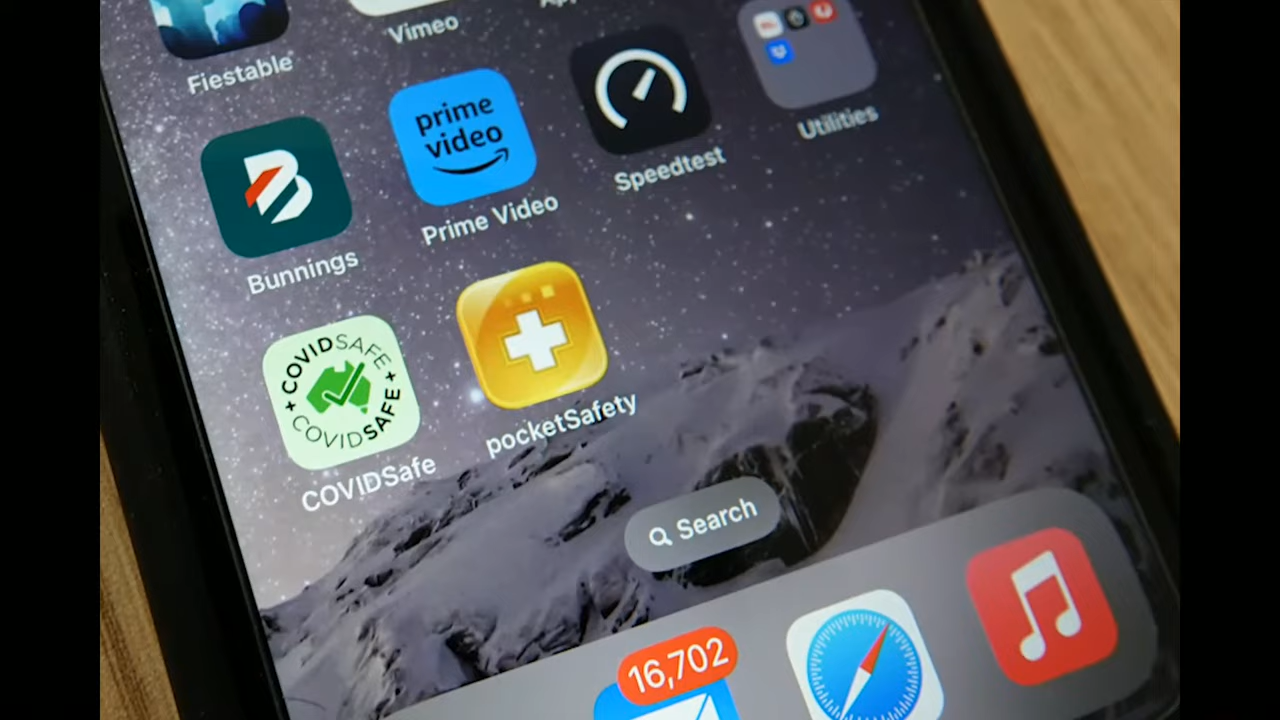 Fiestable
Vimeo
Bunnings
prime
video
Prime Video
Speedtest
Utilities
COVIDSAFE
COVIDSAFE
COVIDSafe
pocketSafety
Search
16,702